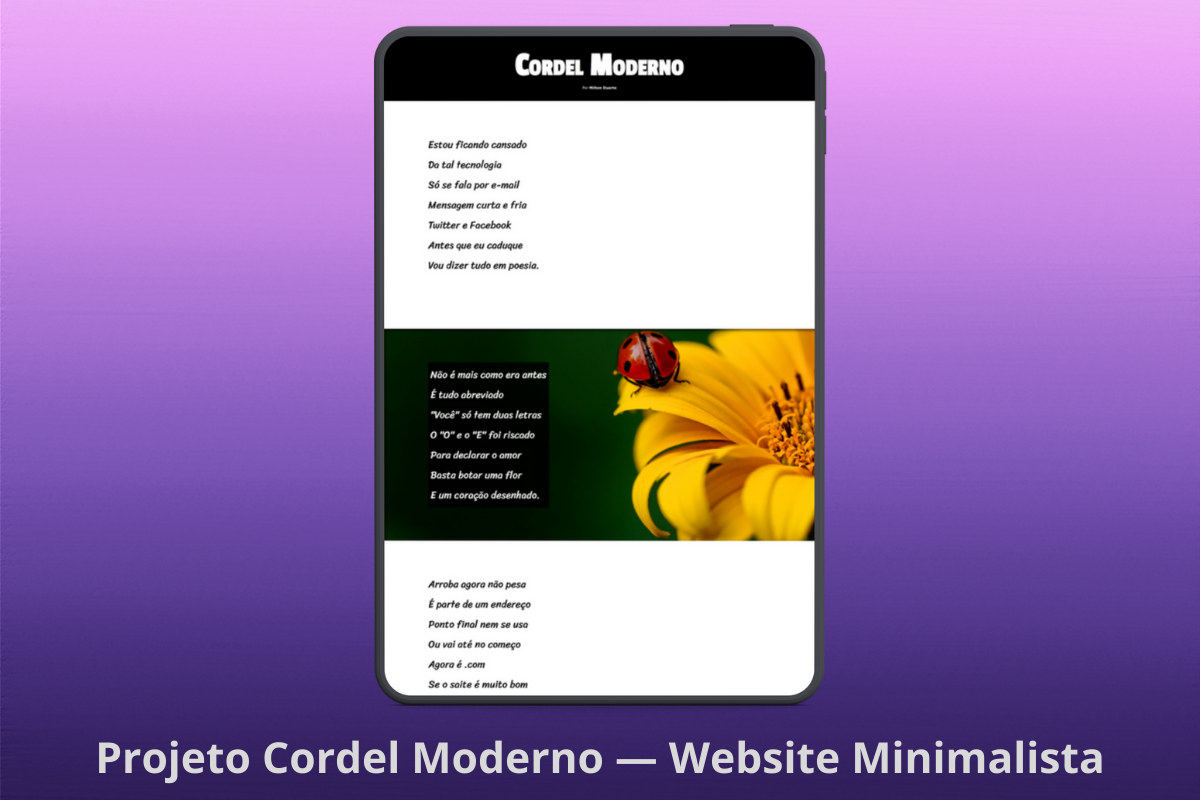 Cordel Moderno
Por Milton Duarte
Estou ficando cansado
Da tal tecnologia
Só se fala por e-mail
Mensagem curta e fria
Twitter e Facebook
Antes que eu caduque
Vou dizer tudo em poesia.
Não é mais como era antes
É tudo abreviado
"Você" só tem duas letras
O "O" e o "E" foi riscado
Para declarar o amor
Basta botar uma flor
E um coração desenhado.
Arroba agora não pesa
É parte de um endereço
Ponto final nem se usa
Ou vai até no começo
Agora é .com
Se o saite é muito bom
Projeto Cordel Moderno — Website Minimalista